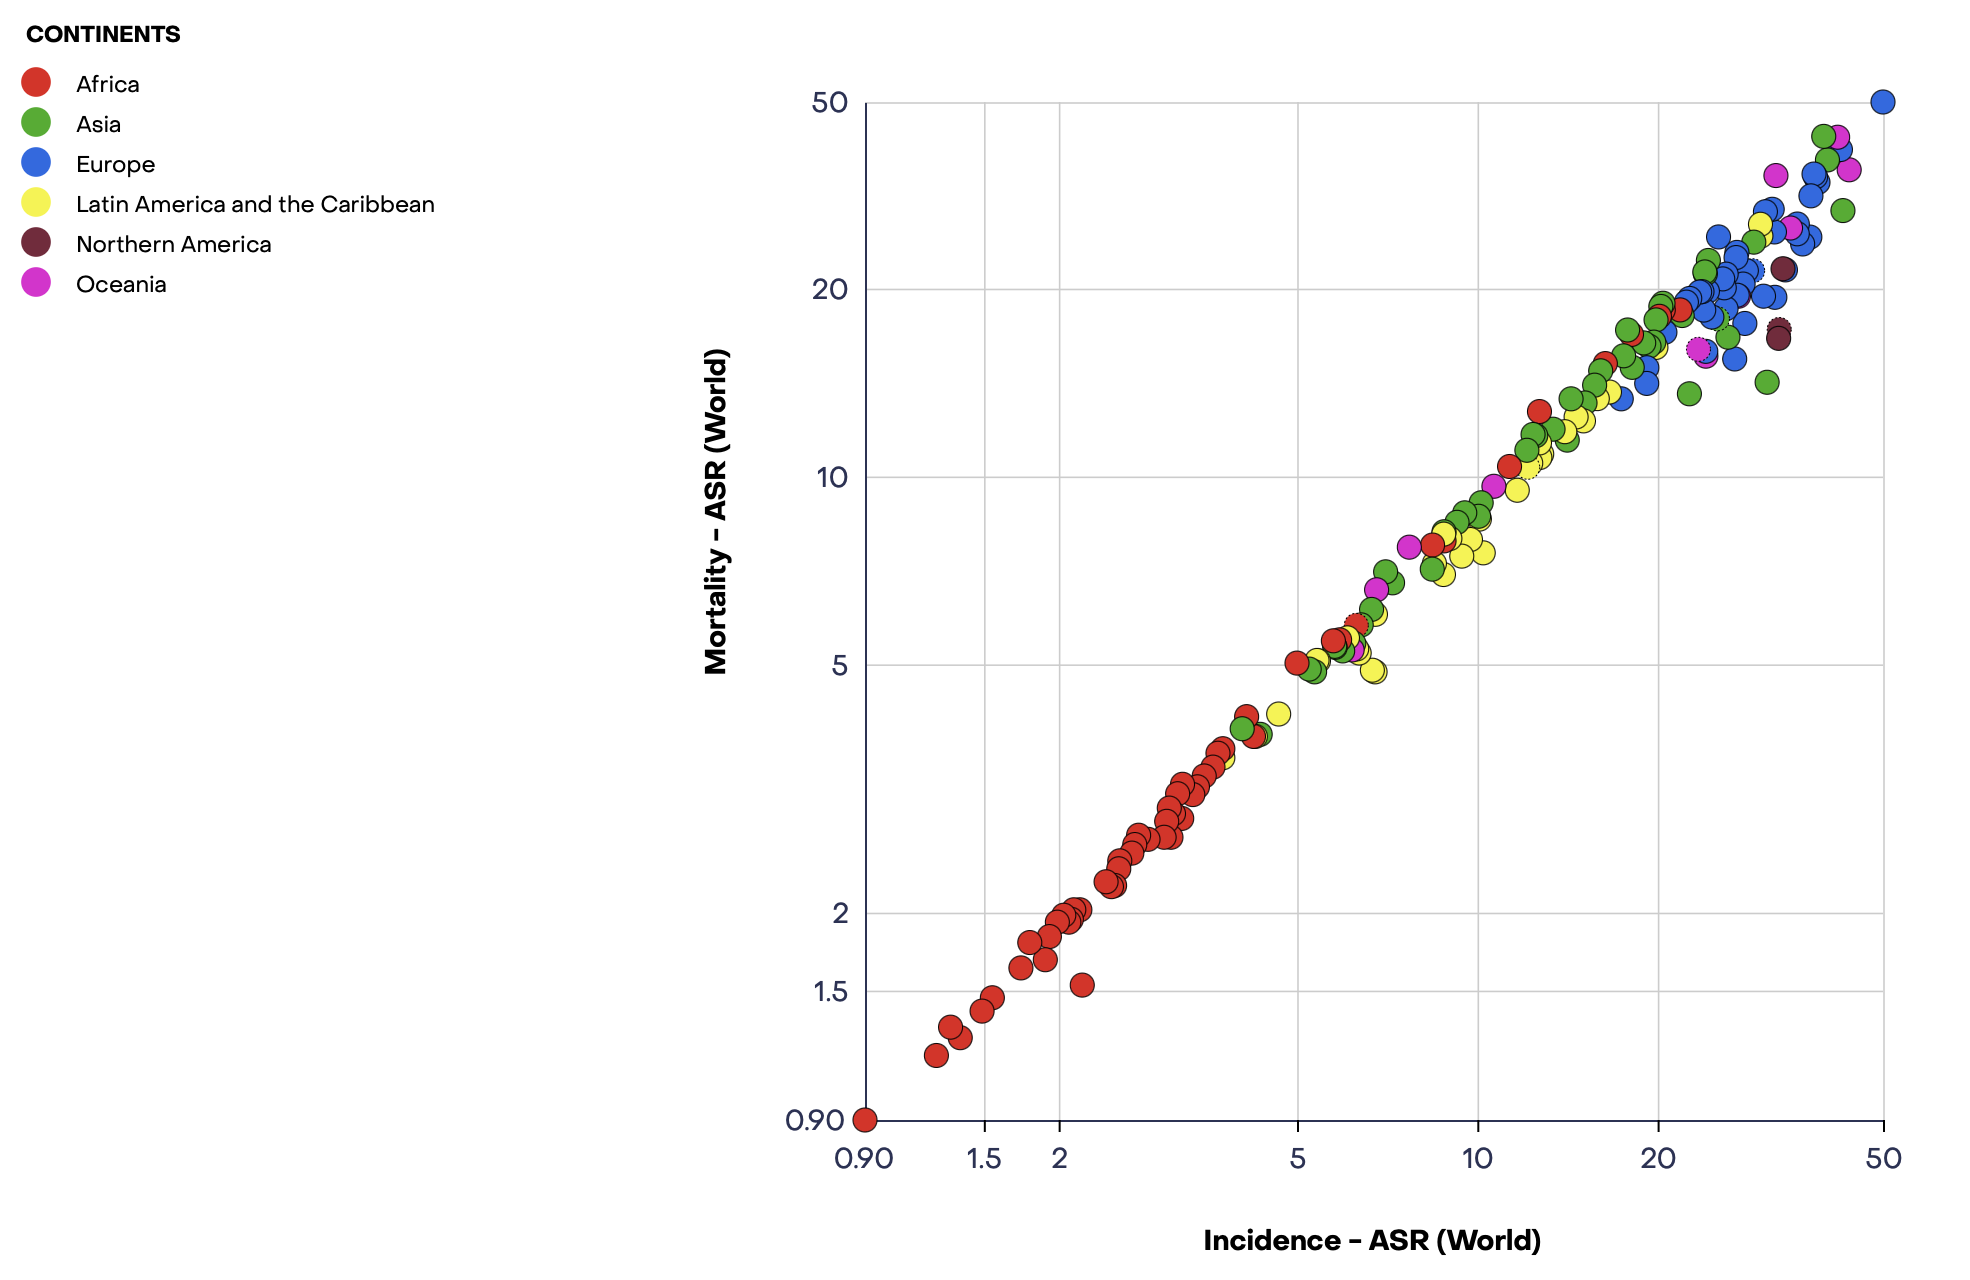 CONTINENTS
Africa
Asia
Europe
Latin America and the Caribbean
Northern America
Oceania
50
20
10
5
2
1.5
0.90
Mortality - ASR (World)
0.90 1.5 2 5 10 20 50
Incidence - ASR (World)